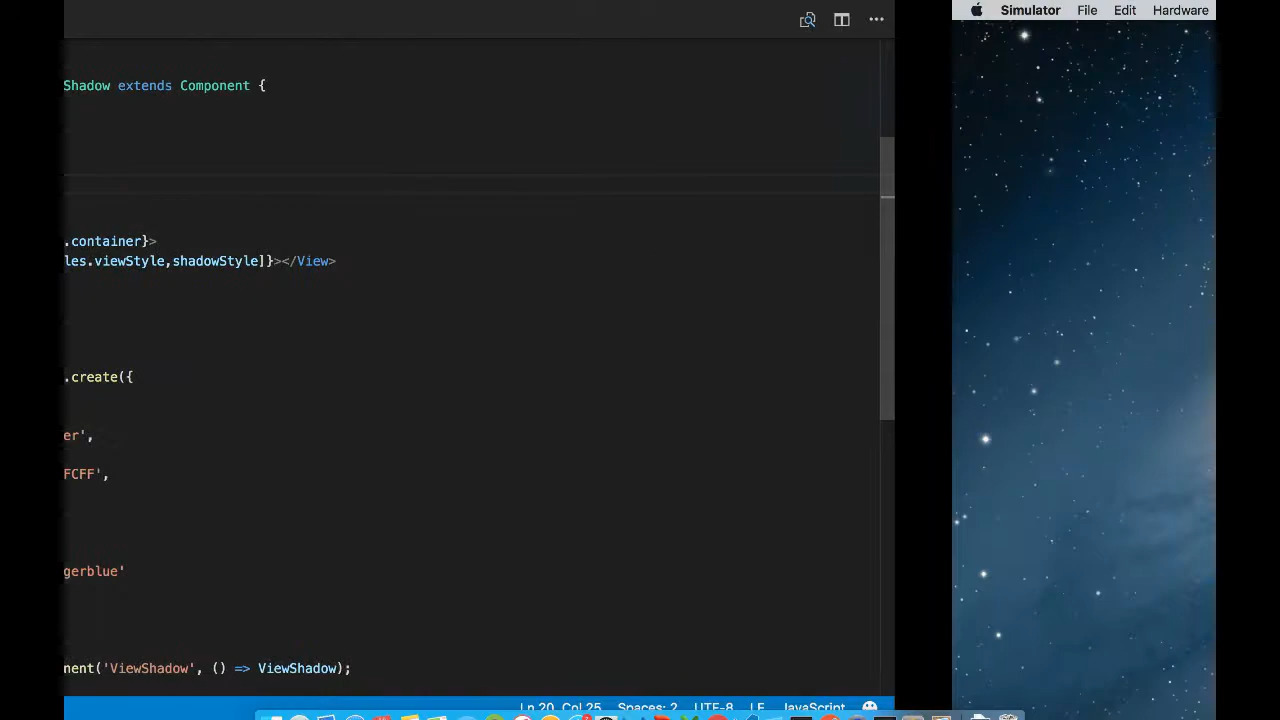 Simulator File Edit Hardware
Shadow extends Component {
.container}>
les.viewStyle,shadowStyle]}></View>
.create({
er',
FCFF',
gerblue'
nent('ViewShadow', () => ViewShadow);
Ln 20, Col 25 Spaces: 2 UTF-8 LF JavaScript